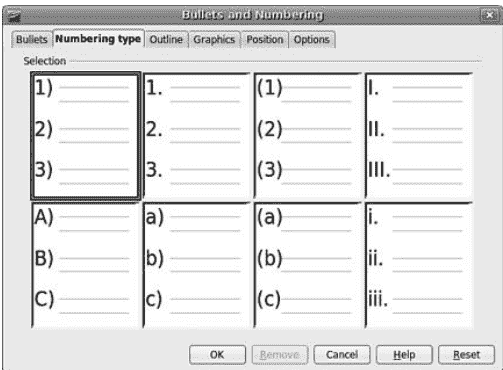 Bullets and Numbering
Bullets Numbering type Outline Graphics Position Options
Selection
1) 1. (1) I.
2) 2. (2) II.
3) 3. (3) III.
A) a) (a) i.
B) b) (b) ii.
C) c) (c) iii.
OK Remove Cancel Help Reset